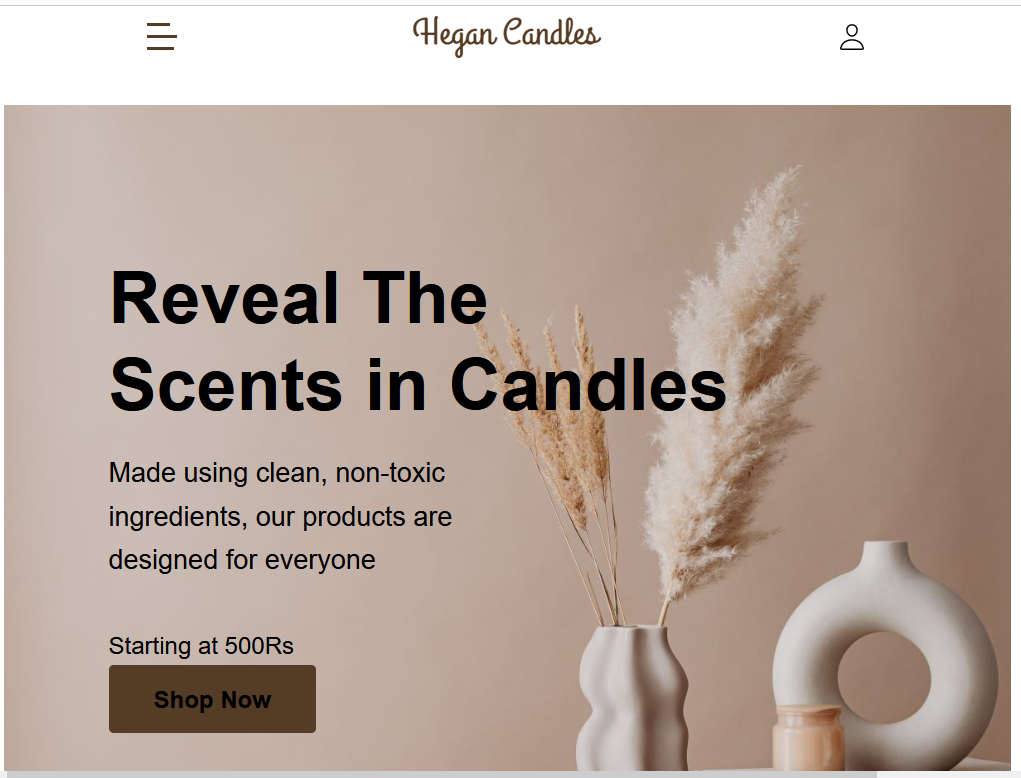 Hegan Candles
Reveal The
Scents in Candles
Made using clean, non-toxic
ingredients, our products are
designed for everyone
Starting at 500Rs
Shop Now